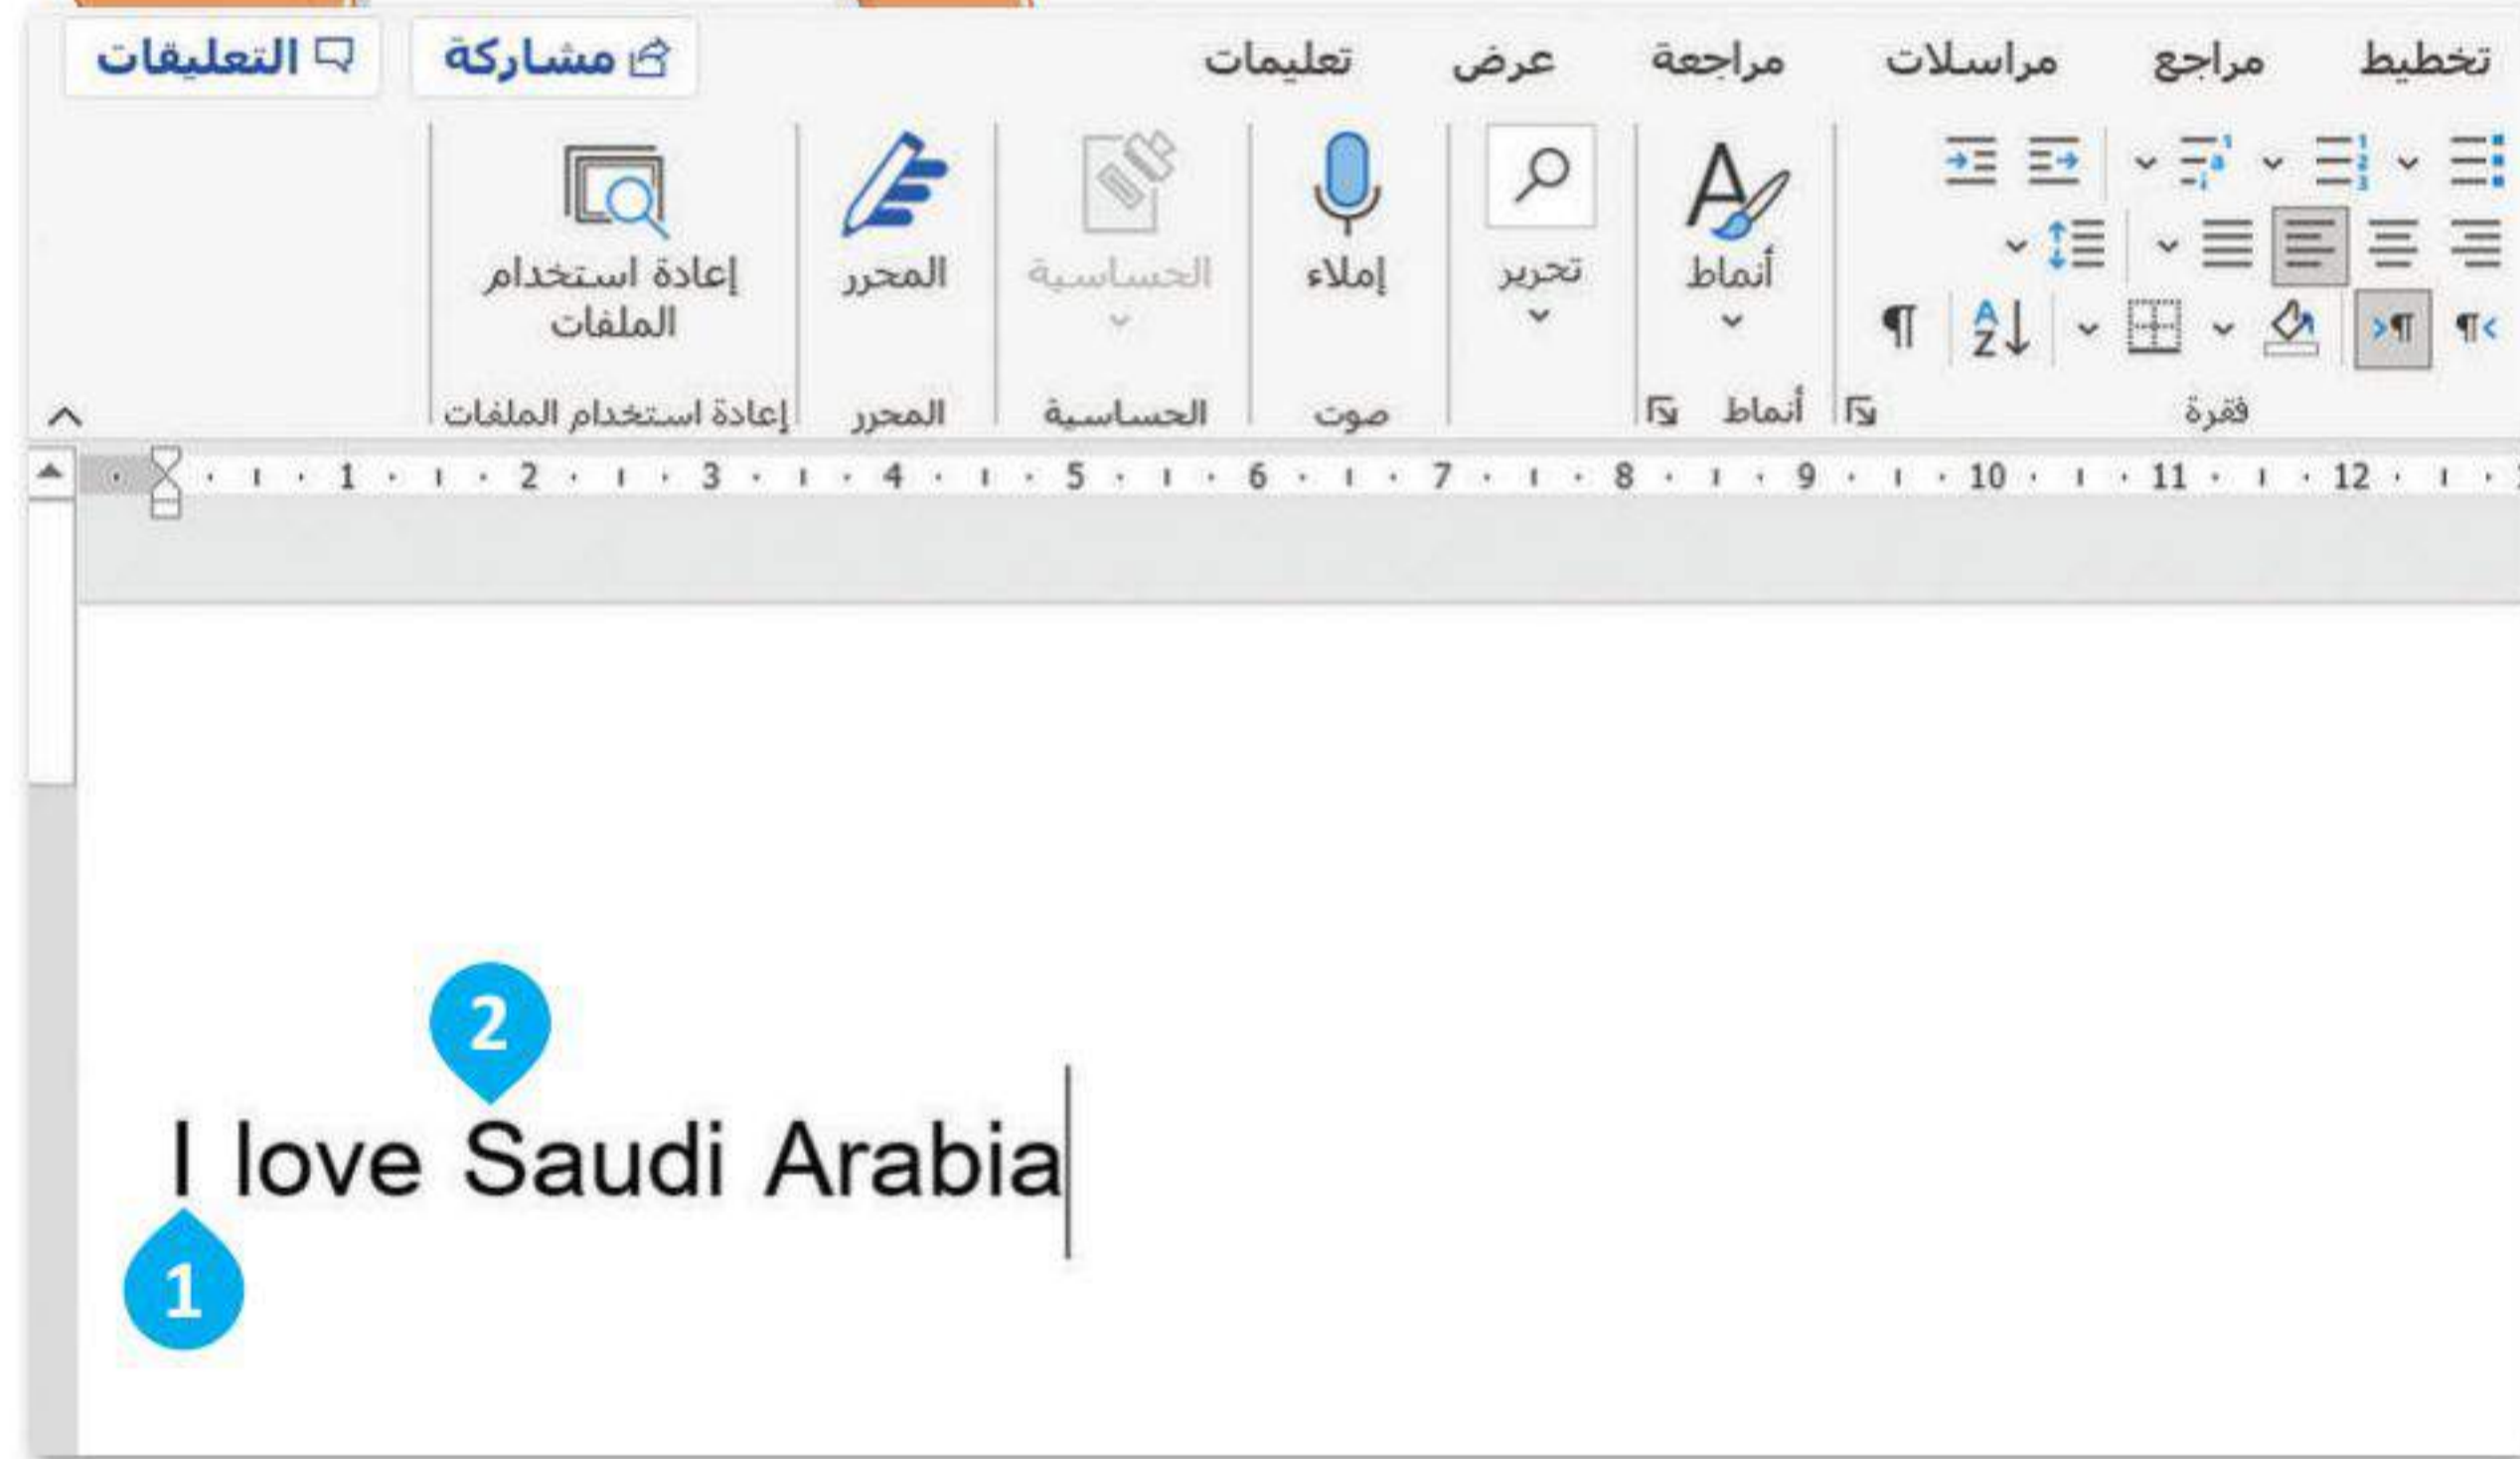 تخطيط مراجع مراسلات مراجعة عرض تعليمات مشاركة التعليقات
أنماط تحرير إملاء الحساسية المحرر إعادة استخدام
الملفات
فقرة أنماط صوت الحساسية المحرر إعادة استخدام الملفات
1 2 3 4 5 6 7 8 9 10 11 12
2
I love Saudi Arabia
1